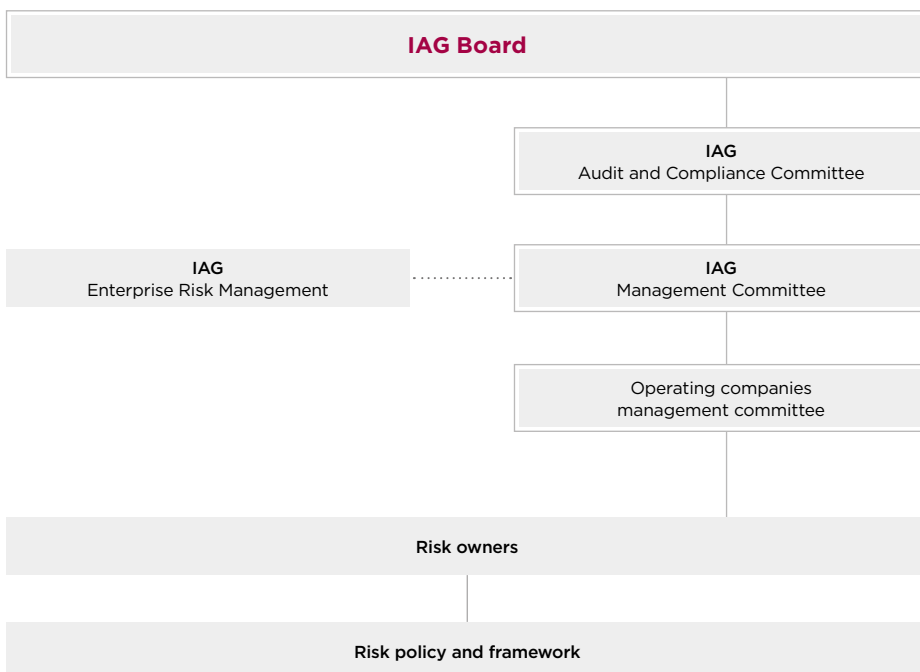 IAG Board
IAG
Audit and Compliance Committee
IAG
Enterprise Risk Management
IAG
Management Committee
Operating companies
management committee
Risk owners
Risk policy and framework